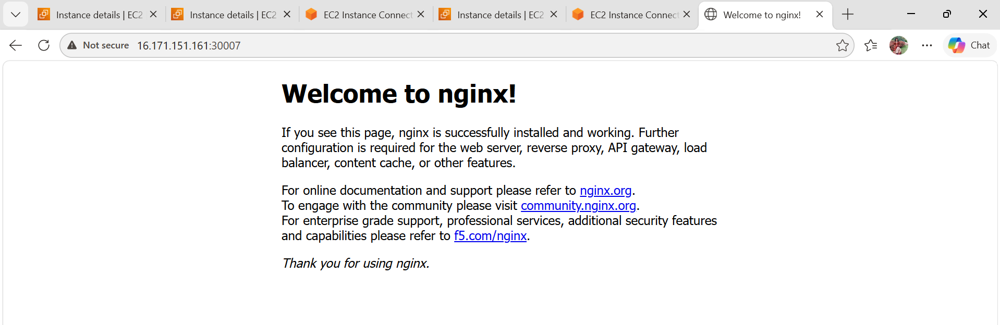 Instance details | EC2
Instance details | EC2
EC2 Instance Connect
Instance details | EC2
EC2 Instance Connect
Welcome to nginx!
Not secure 16.171.151.161:30007
Chat
Welcome to nginx!
If you see this page, nginx is successfully installed and working. Further
configuration is required for the web server, reverse proxy, API gateway, load
balancer, content cache, or other features.
For online documentation and support please refer to nginx.org.
To engage with the community please visit community.nginx.org.
For enterprise grade support, professional services, additional security features
and capabilities please refer to f5.com/nginx.
Thank you for using nginx.